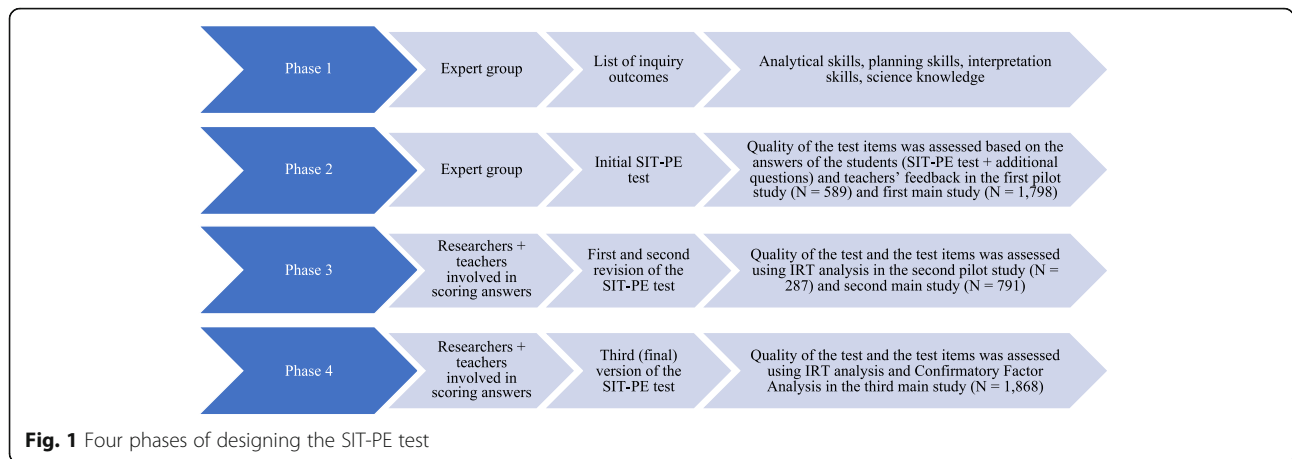 Phase 1
Expert group
List of inquiry
outcomes
Analytical skills, planning skills, interpretation
skills, science knowledge
Phase 2
Expert group
Initial SIT-PE
test
Quality of the test items was assessed based on the
answers of the students (SIT-PE test + additional
questions) and teachers’ feedback in the first pilot
study (N = 589) and first main study (N = 1,798)
Phase 3
Researchers +
teachers
involved in
scoring answers
First and second
revision of the
SIT-PE test
Quality of the test and the test items was assessed
using IRT analysis in the second pilot study (N =
287) and second main study (N = 791)
Phase 4
Researchers +
teachers
involved in
scoring answers
Third (final)
version of the
SIT-PE test
Quality of the test and the test items was assessed
using IRT analysis and Confirmatory Factor
Analysis in the third main study (N = 1,868)
Fig. 1 Four phases of designing the SIT-PE test